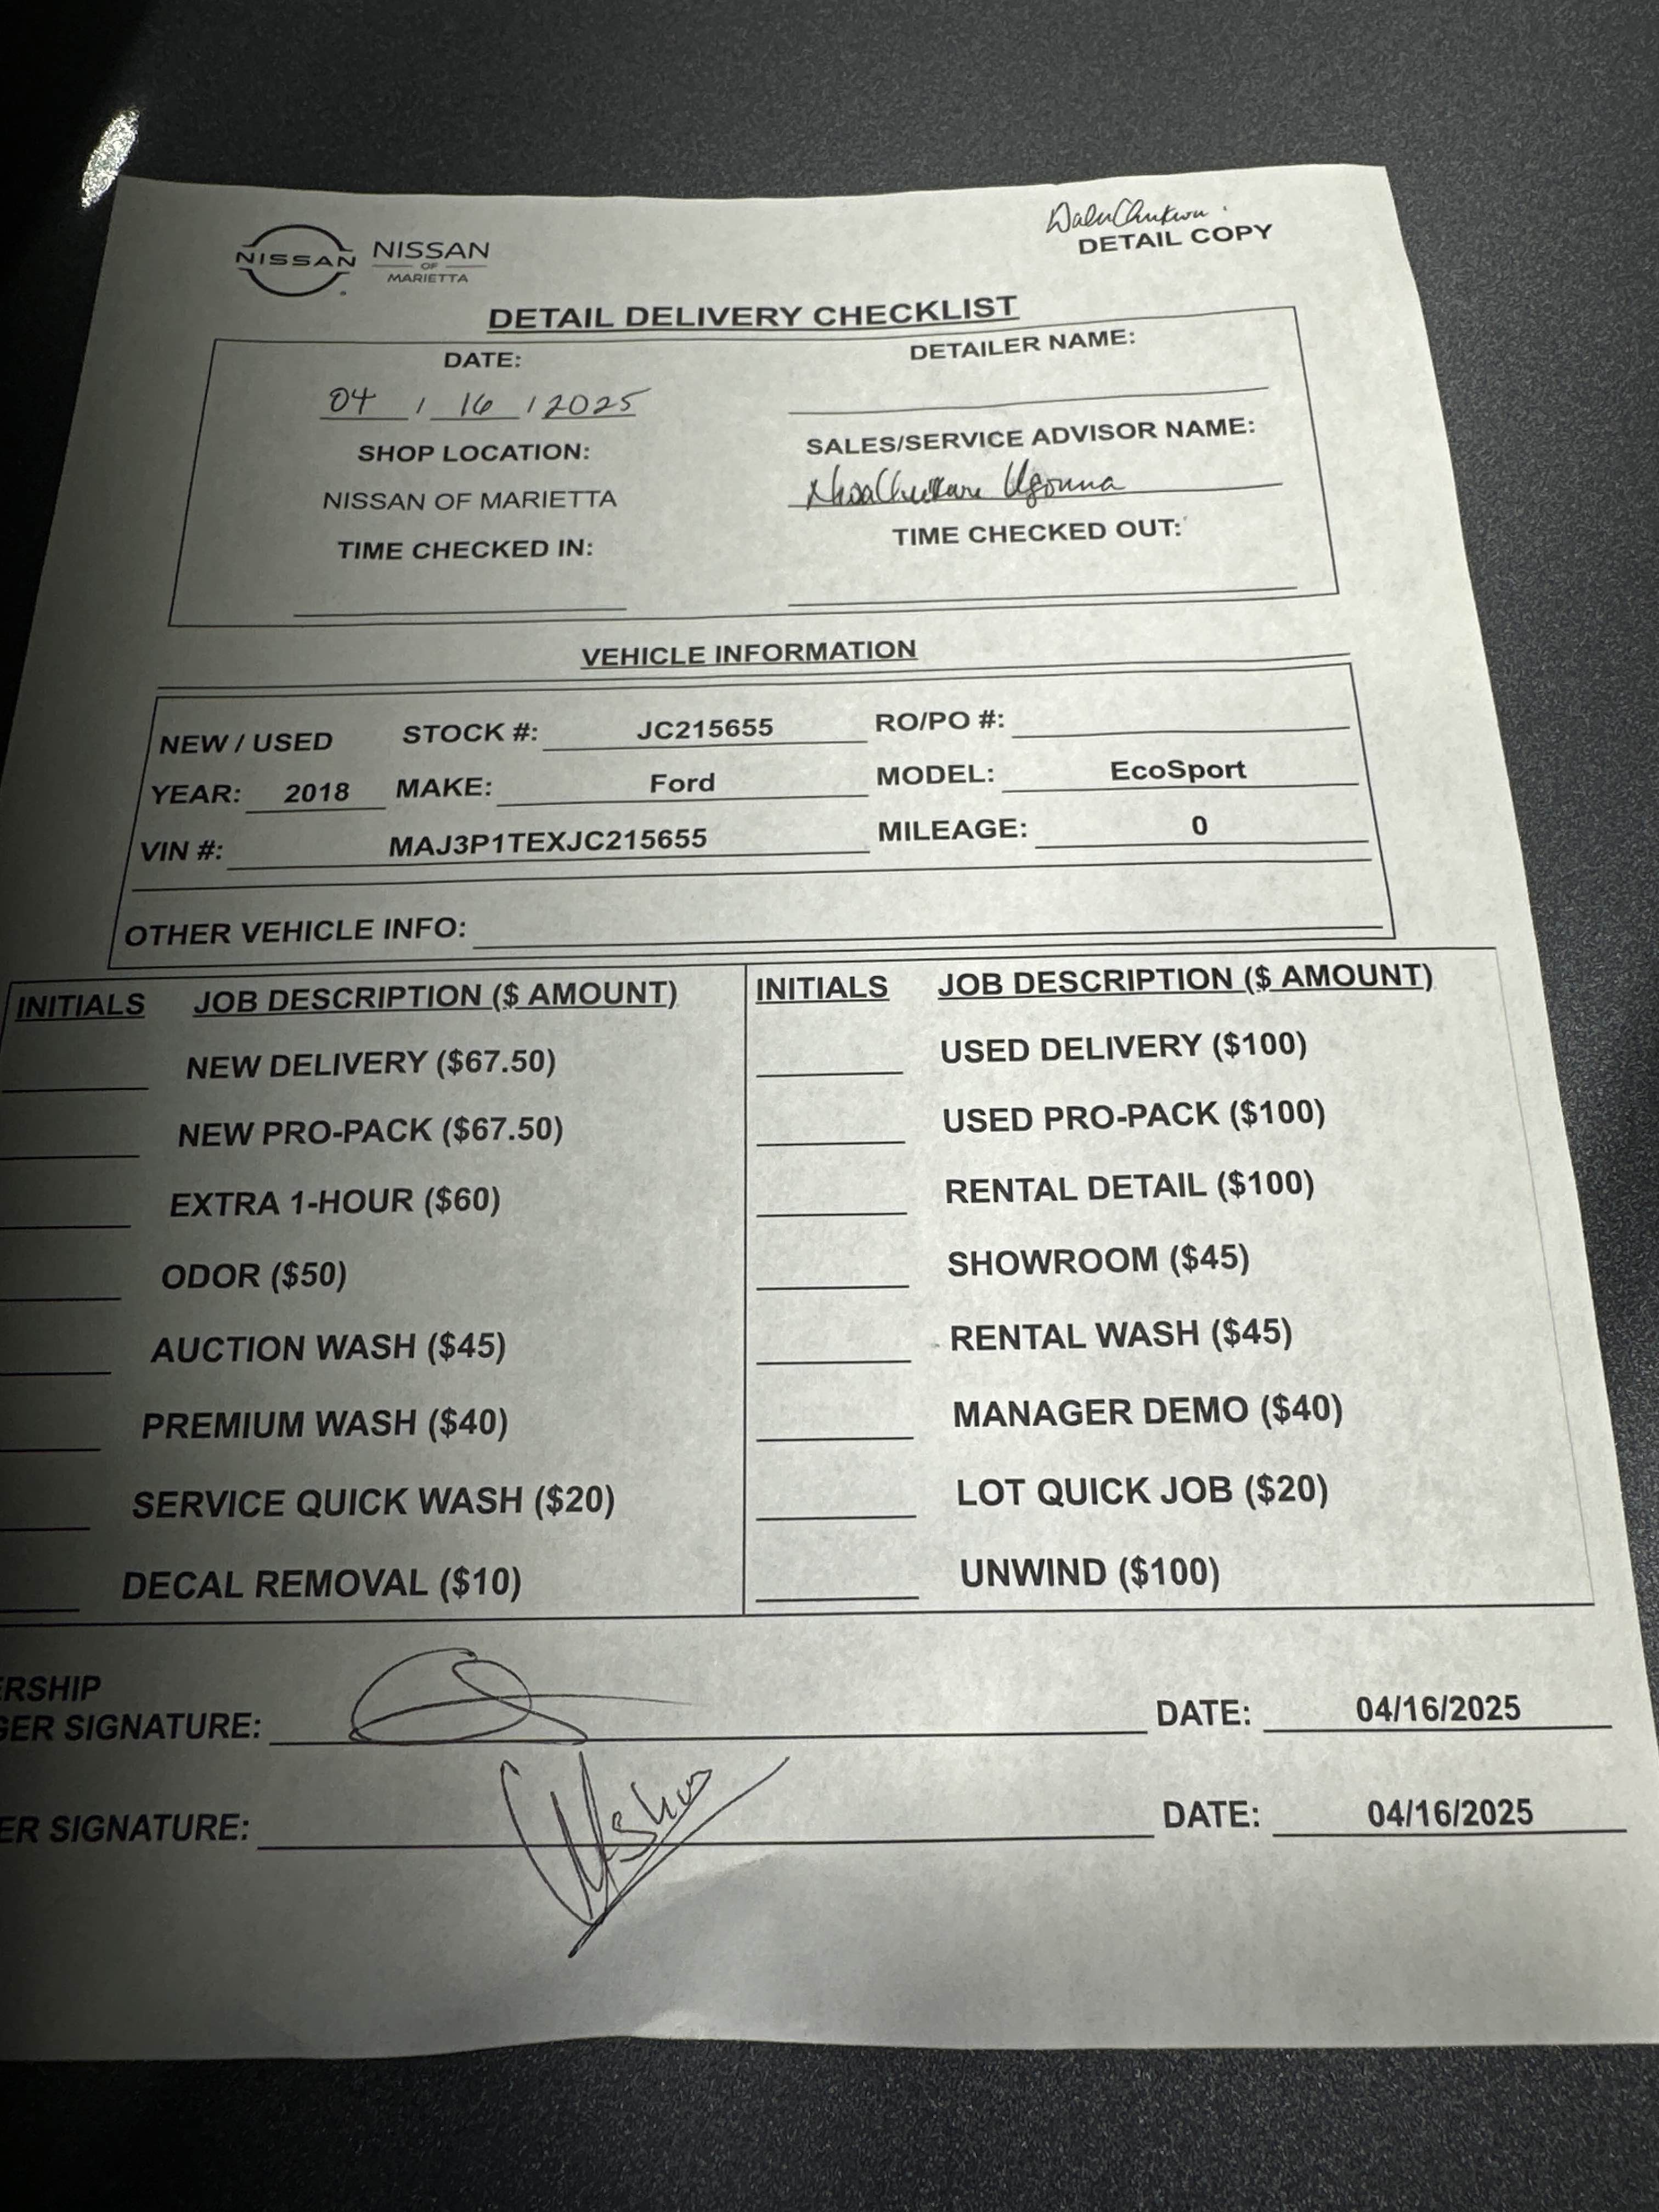 DETAIL COPY
NISSAN NISSAN
OF
MARIETTA
DETAIL DELIVERY CHECKLIST
DATE: DETAILER NAME:
04 / 16 / 2025
SHOP LOCATION: SALES/SERVICE ADVISOR NAME:
NISSAN OF MARIETTA Ugonna
TIME CHECKED IN: TIME CHECKED OUT:
VEHICLE INFORMATION
NEW / USED STOCK #: JC215655 RO/PO #:
YEAR: 2018 MAKE: Ford MODEL: EcoSport
VIN #: MAJ3P1TEXJC215655 MILEAGE: 0
OTHER VEHICLE INFO:
INITIALS JOB DESCRIPTION ($ AMOUNT) INITIALS JOB DESCRIPTION ($ AMOUNT)
NEW DELIVERY ($67.50) USED DELIVERY ($100)
NEW PRO-PACK ($67.50) USED PRO-PACK ($100)
EXTRA 1-HOUR ($60) RENTAL DETAIL ($100)
ODOR ($50) SHOWROOM ($45)
AUCTION WASH ($45) RENTAL WASH ($45)
PREMIUM WASH ($40) MANAGER DEMO ($40)
SERVICE QUICK WASH ($20) LOT QUICK JOB ($20)
DECAL REMOVAL ($10) UNWIND ($100)
ERSHIP
GER SIGNATURE: DATE: 04/16/2025
ER SIGNATURE: DATE: 04/16/2025